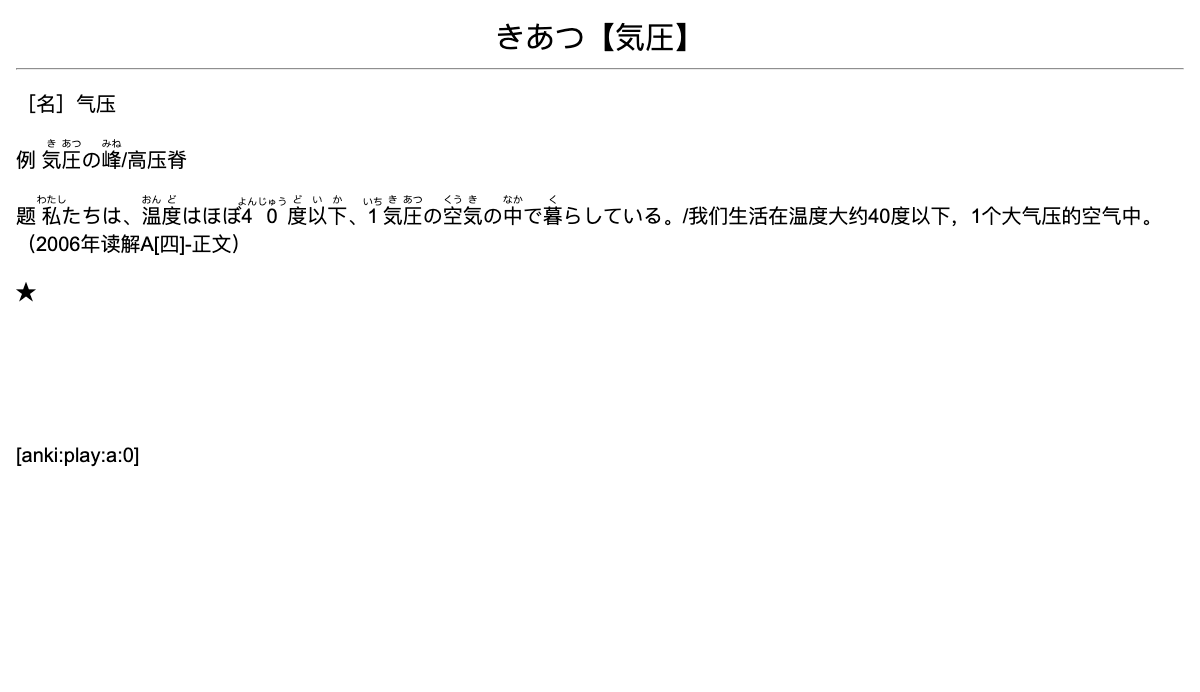 きあつ【気圧】
［名］气压
例 気圧の峰/高压脊
题 私たちは、温度はほぼ40度以下、1気圧の空気の中で暮らしている。/我们生活在温度大约40度以下，1个大气压的空气中。
（2006年读解A[四]-正文）
★
[anki:play:a:0]